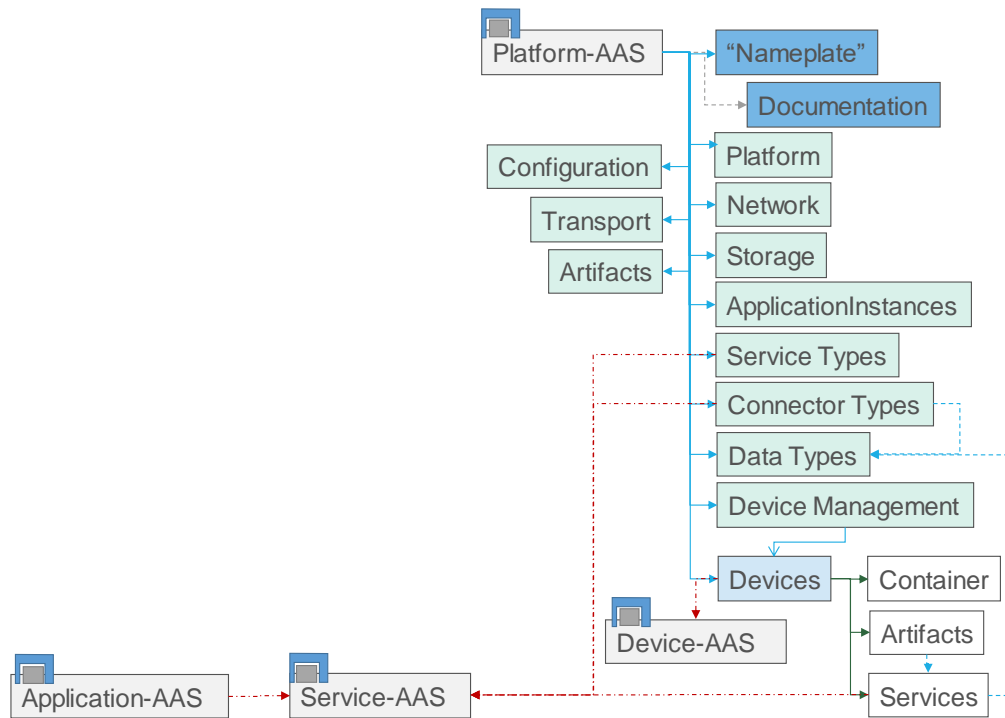 Platform-AAS
“Nameplate”
Documentation
Platform
Configuration
Network
Transport
Storage
Artifacts
ApplicationInstances
Service Types
Connector Types
Data Types
Device Management
Devices
Container
Device-AAS
Artifacts
Application-AAS
Service-AAS
Services